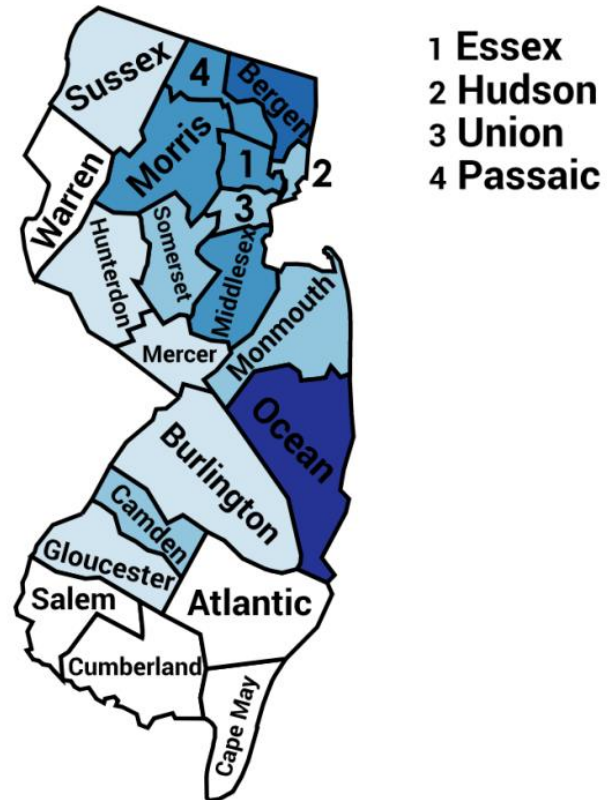 1 Essex
2 Hudson
3 Union
4 Passaic
Sussex
4
Bergen
Morris
1
2
Warren
3
Hunterdon
Somerset
Middlesex
Monmouth
Mercer
Ocean
Burlington
Camden
Gloucester
Salem
Atlantic
Cumberland
Cape May